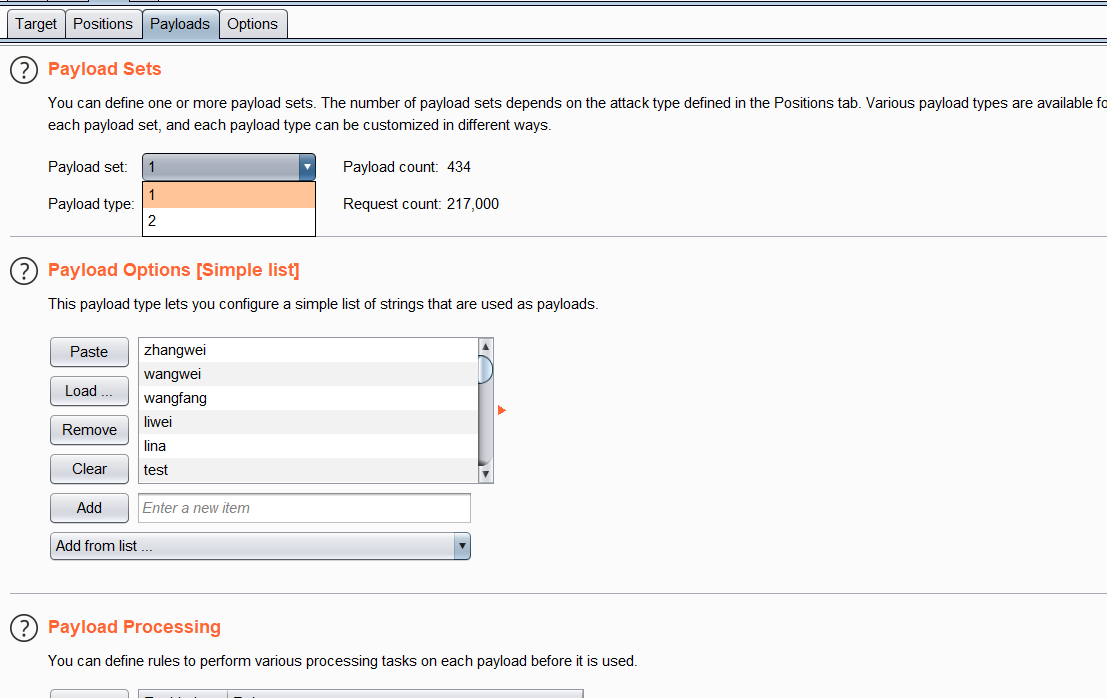 Target Positions Payloads Options
? Payload Sets
You can define one or more payload sets. The number of payload sets depends on the attack type defined in the Positions tab. Various payload types are available
each payload set, and each payload type can be customized in different ways.
Payload set: 1 Payload count: 434
1
Payload type: Request count: 217,000
2
? Payload Options [Simple list]
This payload type lets you configure a simple list of strings that are used as payloads.
Paste zhangwei
wangwei
Load ... wangfang
liwei
Remove lina
Clear test
Add Enter a new item
Add from list ...
? Payload Processing
You can define rules to perform various processing tasks on each payload before it is used.